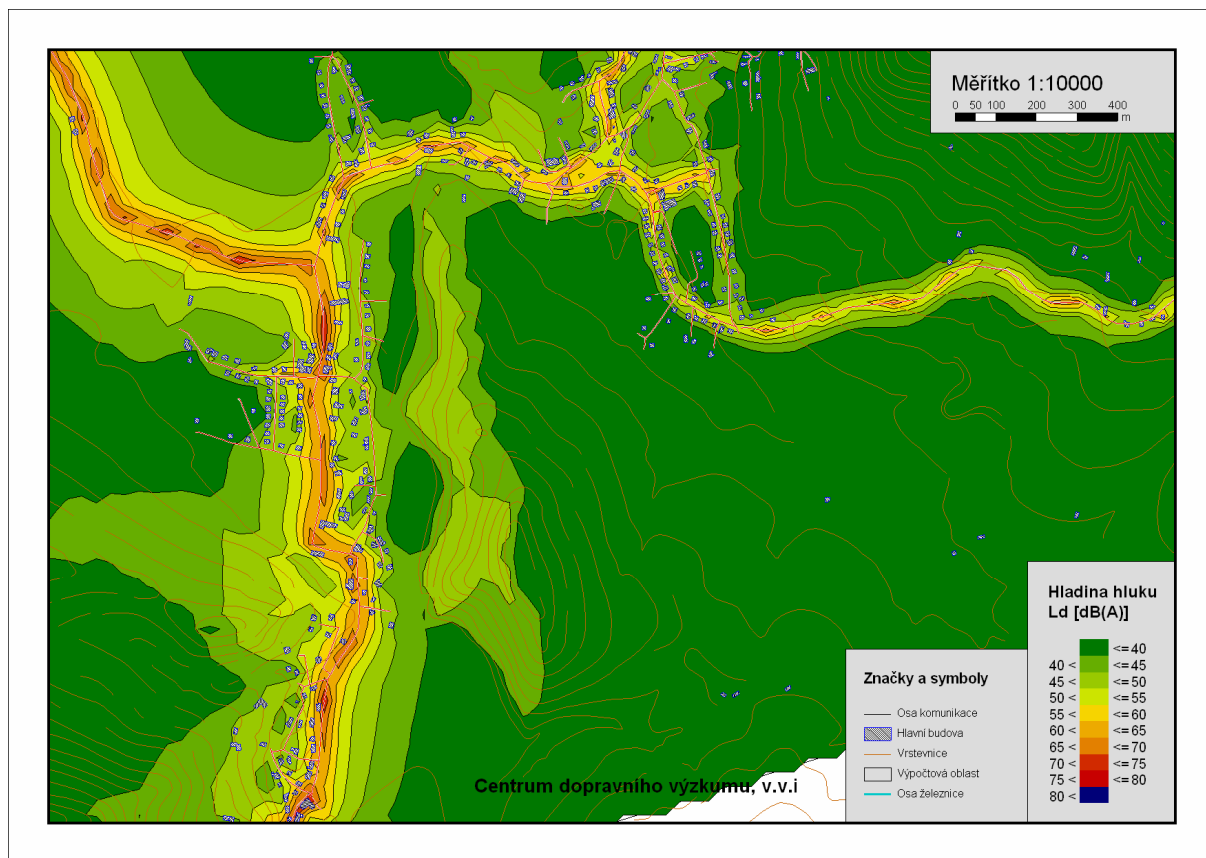 Měřítko 1:10000
0 50 100 200 300 400
m
Hladina hluku
Ld [dB(A)]
<=40
40 < <=45
45 < <=50
50 < <=55
55 < <=60
60 < <=65
65 < <=70
70 < <=75
75 < <=80
80 <
Značky a symboly
Osa komunikace
Hlavní budova
Vrstevnice
Výpočtová oblast
Osa železnice
Centrum dopravního výzkumu, v.v.i